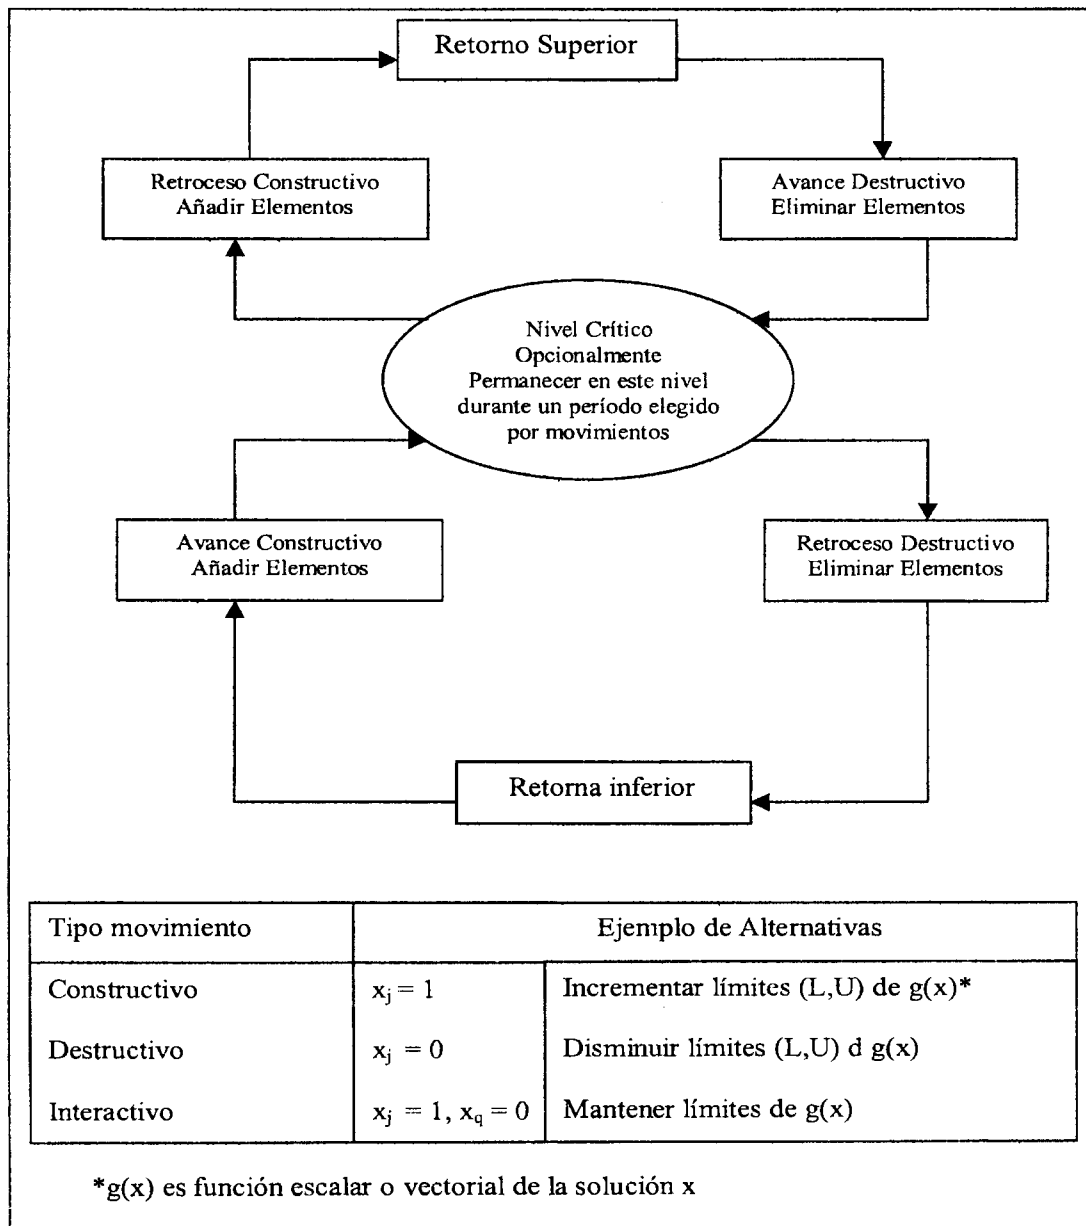 Retorno Superior
Retroceso Constructivo
Añadir Elementos
Avance Destructivo
Eliminar Elementos
Nivel Crítico
Opcionalmente
Permanecer en este nivel
durante un período elegido
por movimientos
Avance Constructivo
Añadir Elementos
Retroceso Destructivo
Eliminar Elementos
Retorna inferior
Tipo movimiento Ejemplo de Alternativas
Constructivo xj = 1 Incrementar límites (L,U) de g(x)*
Destructivo xj = 0 Disminuir límites (L,U) d g(x)
Interactivo xj = 1, xq = 0 Mantener límites de g(x)
*g(x) es función escalar o vectorial de la solución x